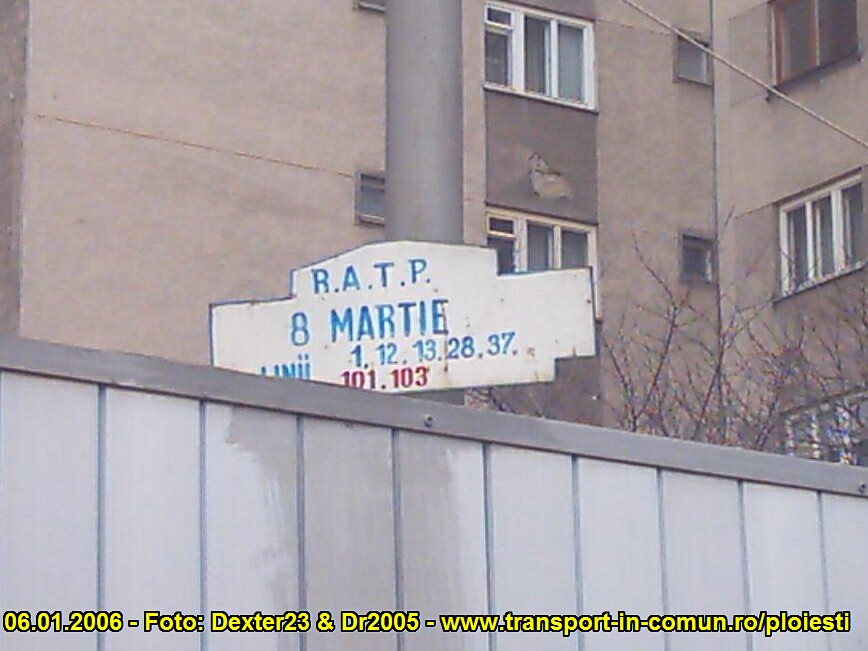 R.A.T.P.
8 MARTIE
LINII 1. 12. 13. 28. 37.
101. 103
06.01.2006 - Foto: Dexter23 & Dr2005 - www.transport-in-comun.ro/ploiesti